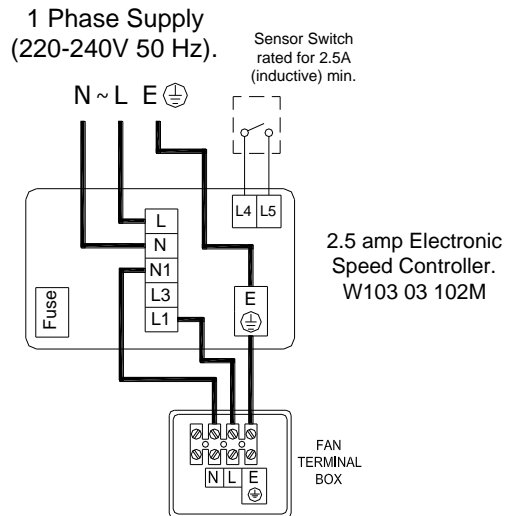 1 Phase Supply
(220-240V 50 Hz).
Sensor Switch
rated for 2.5A
(inductive) min.
N ~ L E
L4 L5
L
N
N1
L3
L1
E
Fuse
2.5 amp Electronic
Speed Controller.
W103 03 102M
N L E
FAN
TERMINAL
BOX